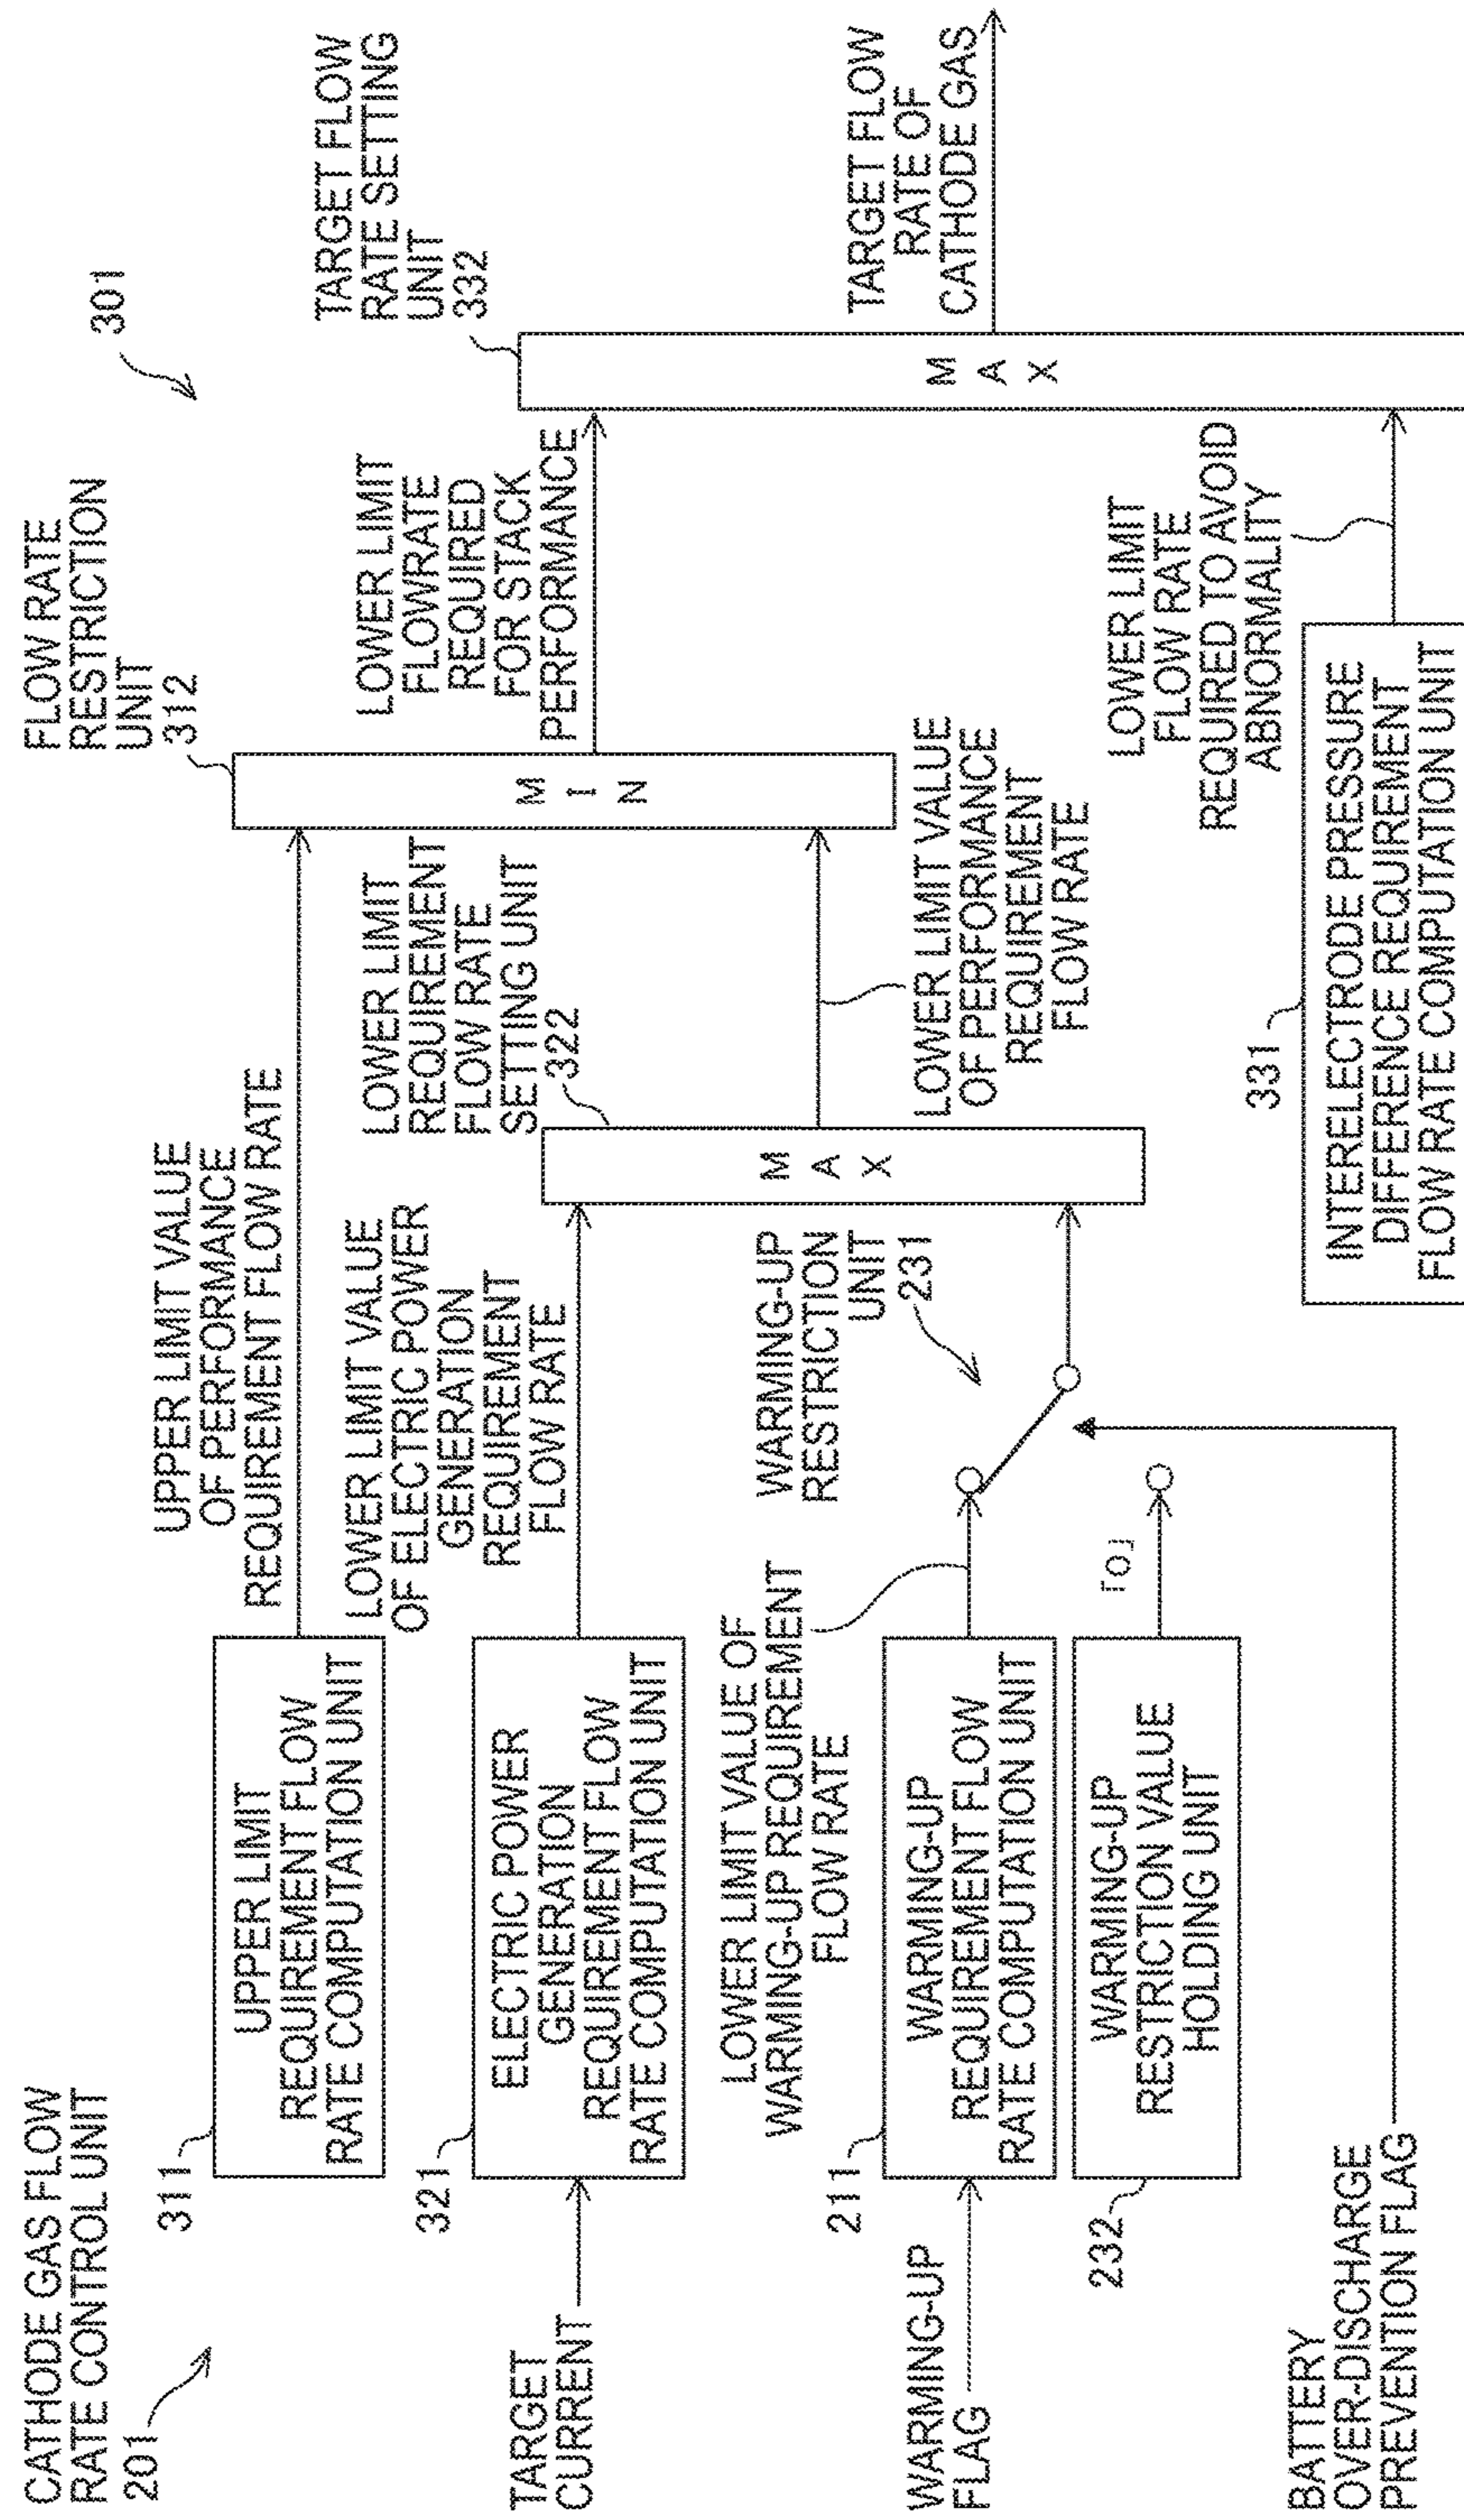 CATHODE GAS FLOW
RATE CONTROL UNIT
201
301
FLOW RATE
RESTRICTION
UNIT
312
TARGET FLOW
RATE SETTING
UNIT
332
UPPER LIMIT VALUE
OF PERFORMANCE
REQUIREMENT FLOW RATE
311
UPPER LIMIT
REQUIREMENT FLOW
RATE COMPUTATION UNIT
LOWER LIMIT VALUE
OF ELECTRIC POWER
GENERATION
REQUIREMENT
FLOW RATE
LOWER LIMIT
REQUIREMENT
FLOW RATE
SETTING UNIT
322
LOWER LIMIT
FLOWRATE
REQUIRED
FOR STACK
PERFORMANCE
MIN
TARGET
CURRENT
321
ELECTRIC POWER
GENERATION
REQUIREMENT FLOW
RATE COMPUTATION UNIT
LOWER LIMIT VALUE OF
WARMING-UP REQUIREMENT
FLOW RATE
WARMING-UP
RESTRICTION
UNIT
231
MAX
TARGET FLOW
RATE OF
CATHODE GAS
MAX
WARMING-UP
FLAG
211
WARMING-UP
REQUIREMENT FLOW
RATE COMPUTATION UNIT
LOWER LIMIT VALUE
OF PERFORMANCE
REQUIREMENT
FLOW RATE
232
WARMING-UP
RESTRICTION VALUE
HOLDING UNIT
「0」
LOWER LIMIT
FLOW RATE
REQUIRED TO AVOID
ABNORMALITY
BATTERY
OVER-DISCHARGE
PREVENTION FLAG
331
INTERELECTRODE PRESSURE
DIFFERENCE REQUIREMENT
FLOW RATE COMPUTATION UNIT